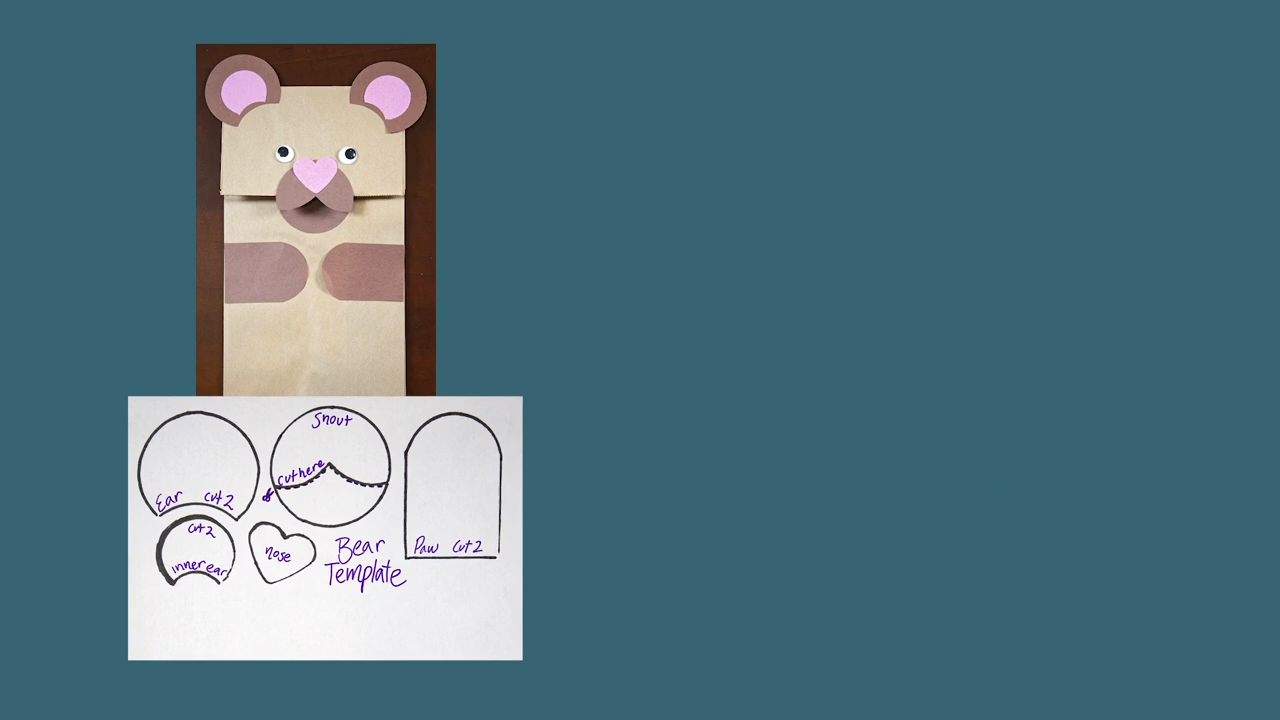 Snout
cut here
Ear cut 2
cut 2
inner ear
nose
Bear
Template
Paw cut 2